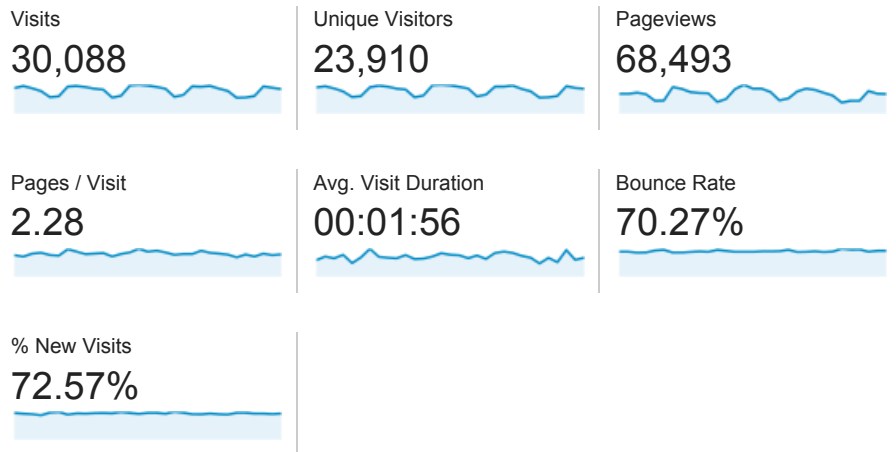 Visits
30,088
Unique Visitors
23,910
Pageviews
68,493
Pages / Visit
2.28
Avg. Visit Duration
00:01:56
Bounce Rate
70.27%
% New Visits
72.57%